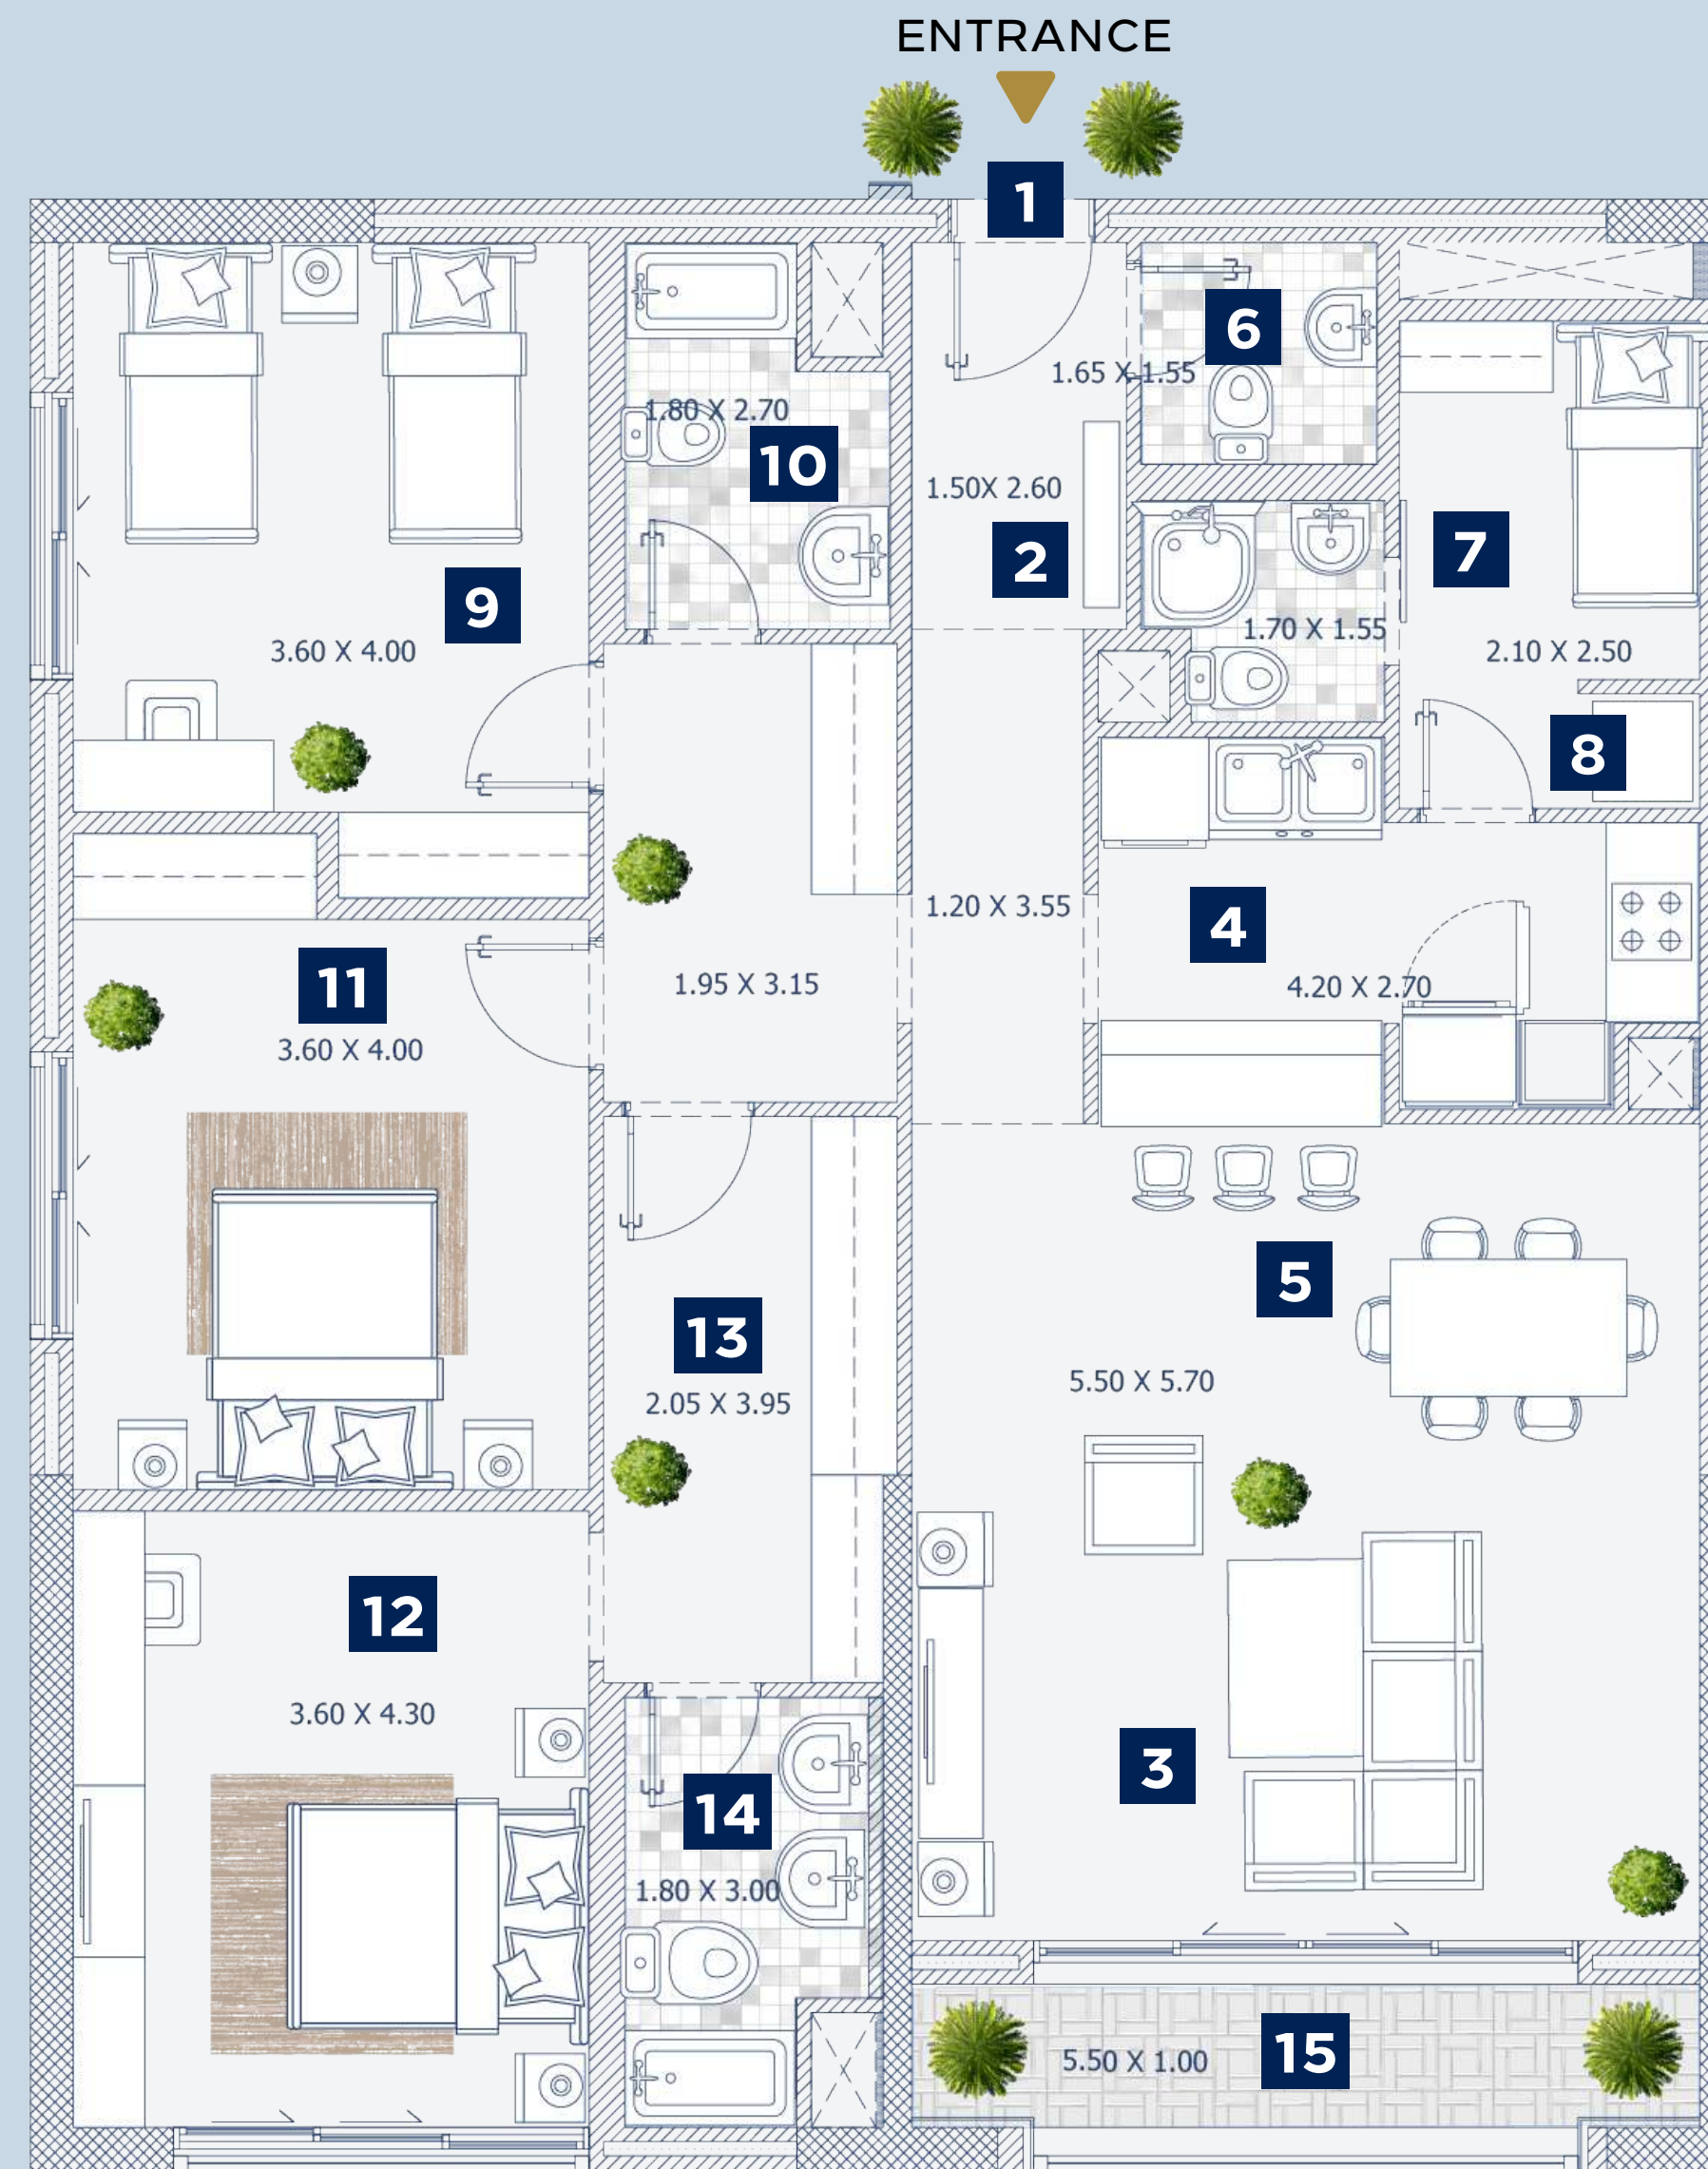 ENTRANCE
1
6
1.65 X 1.55
1.80 X 2.70
10
1.50X 2.60
2
7
9
3.60 X 4.00
1.70 X 1.55
2.10 X 2.50
8
1.20 X 3.55
4
11
1.95 X 3.15
4.20 X 2.70
3.60 X 4.00
5
13
5.50 X 5.70
2.05 X 3.95
12
3.60 X 4.30
3
14
1.80 X 3.00
15
5.50 X 1.00